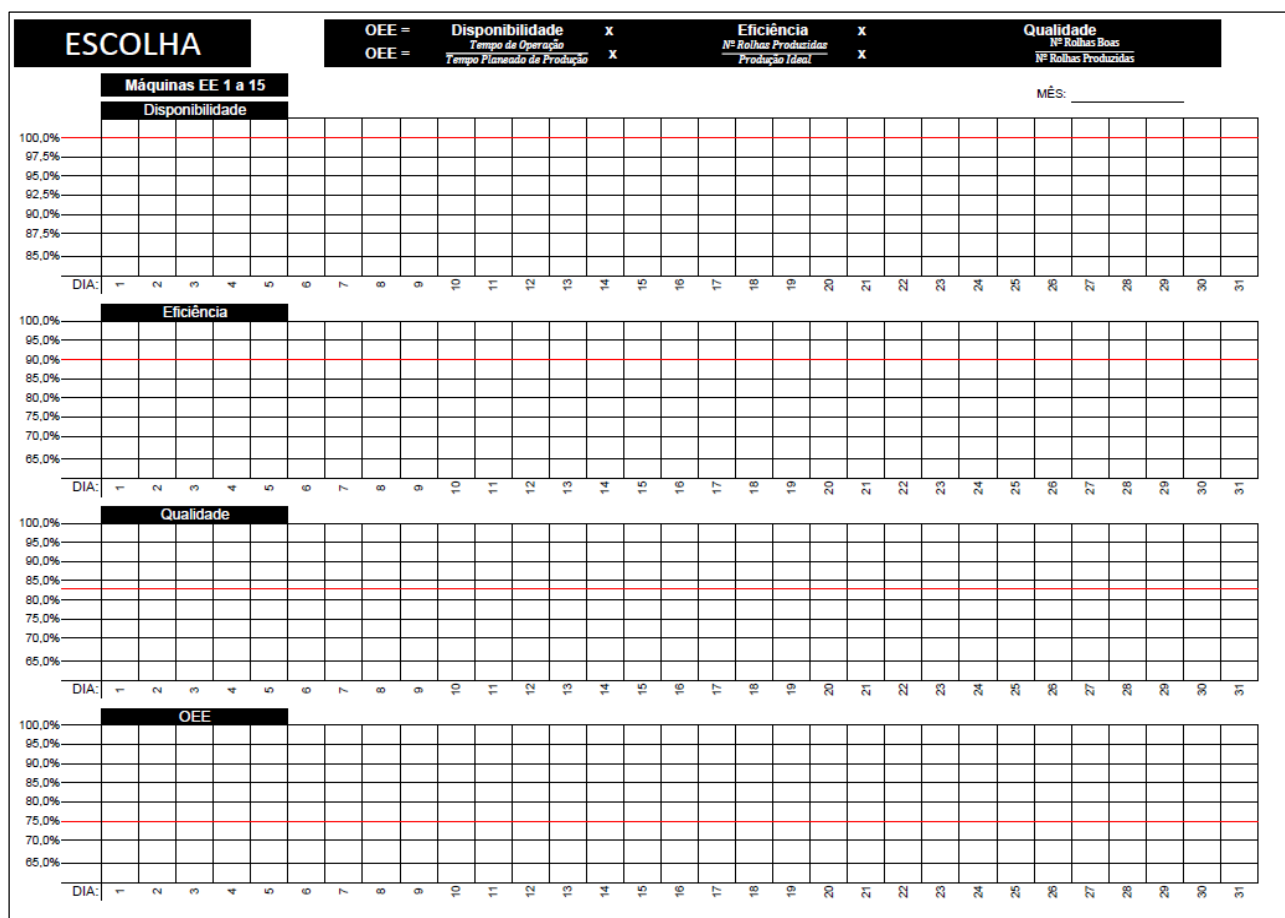 ESCOLHA
OEE = Disponibilidade x Eficiência x Qualidade
OEE = Tempo de Operação / Tempo Planeado de Produção x Nº Rolhas Produzidas / Produção Ideal x Nº Rolhas Boas / Nº Rolhas Produzidas
Máquinas EE 1 a 15
MÊS: ____________
Disponibilidade
100,0%
97,5%
95,0%
92,5%
90,0%
87,5%
85,0%
DIA: 1 2 3 4 5 6 7 8 9 10 11 12 13 14 15 16 17 18 19 20 21 22 23 24 25 26 27 28 29 30 31
Eficiência
100,0%
95,0%
90,0%
85,0%
80,0%
75,0%
70,0%
65,0%
DIA: 1 2 3 4 5 6 7 8 9 10 11 12 13 14 15 16 17 18 19 20 21 22 23 24 25 26 27 28 29 30 31
Qualidade
100,0%
95,0%
90,0%
85,0%
80,0%
75,0%
70,0%
65,0%
DIA: 1 2 3 4 5 6 7 8 9 10 11 12 13 14 15 16 17 18 19 20 21 22 23 24 25 26 27 28 29 30 31
OEE
100,0%
95,0%
90,0%
85,0%
80,0%
75,0%
70,0%
65,0%
DIA: 1 2 3 4 5 6 7 8 9 10 11 12 13 14 15 16 17 18 19 20 21 22 23 24 25 26 27 28 29 30 31